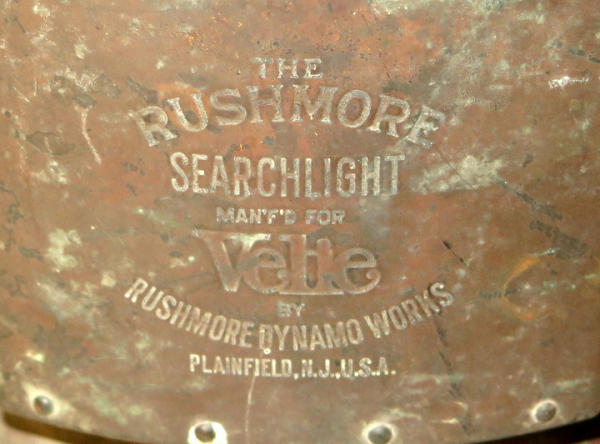 THE
RUSHMORE
SEARCHLIGHT
MAN'F'D FOR
Velie
BY
RUSHMORE DYNAMO WORKS
PLAINFIELD, N.J., U.S.A.